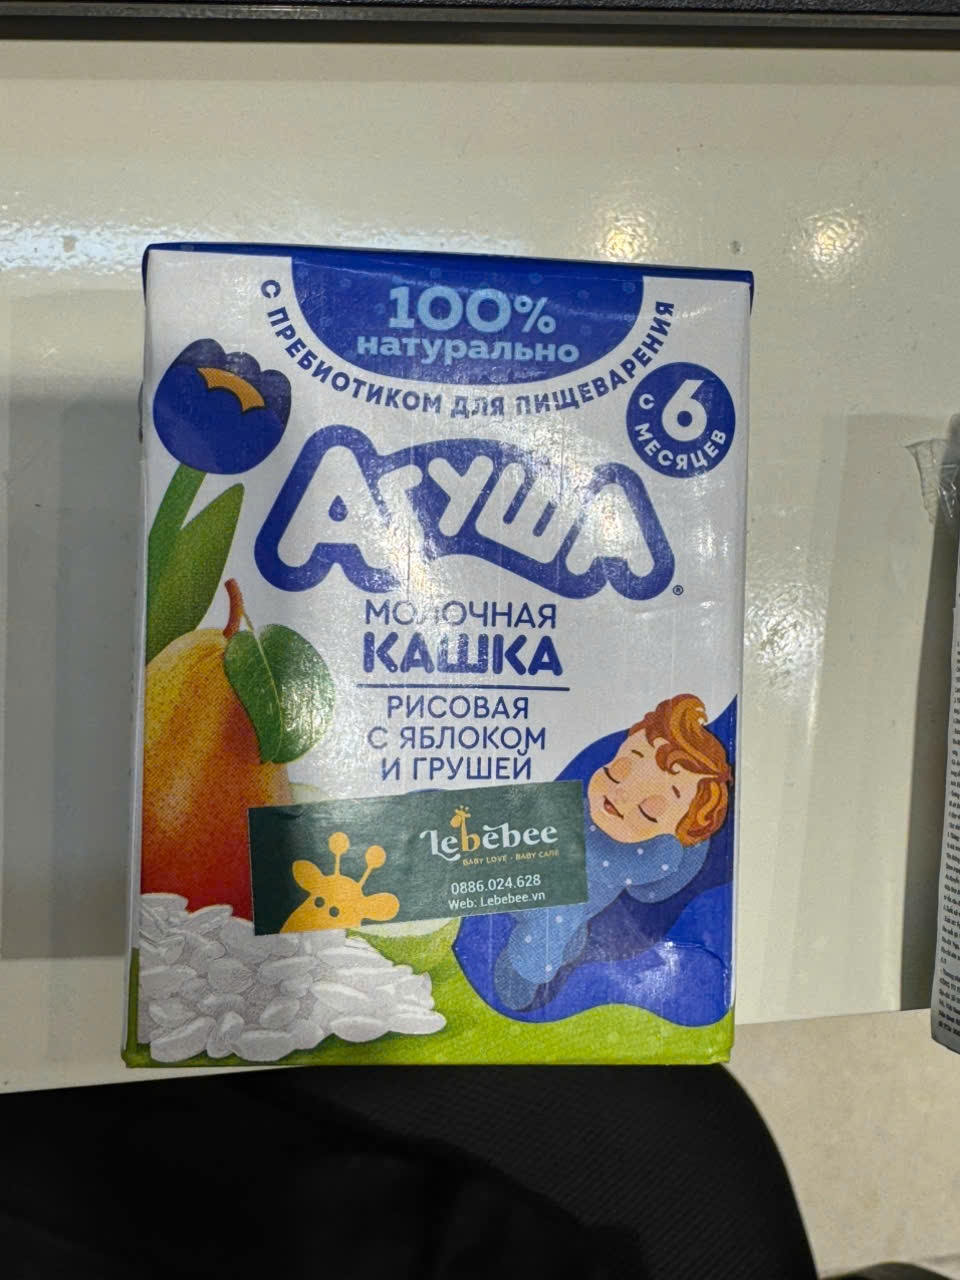 100%
натурально
С ПРЕБИОТИКОМ ДЛЯ ПИЩЕВАРЕНИЯ
С 6 МЕСЯЦЕВ
АГУША
®
МОЛОЧНАЯ
КАШКА
РИСОВАЯ
С ЯБЛОКОМ
И ГРУШЕЙ
Lebēbee
BABY LOVE - BABY CARE
0886.024.628
Web: Lebebee.vn